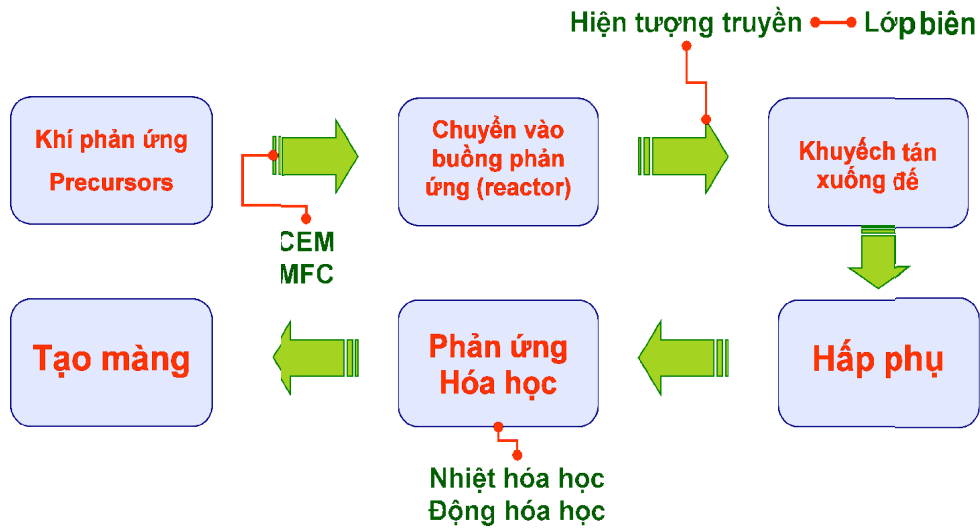 Hiện tượng truyền Lớp biên
Khí phản ứng
Precursors
Chuyển vào
buồng phản
ứng (reactor)
Khuyếch tán
xuống đế
CEM
MFC
Tạo màng
Phản ứng
Hóa học
Hấp phụ
Nhiệt hóa học
Động hóa học